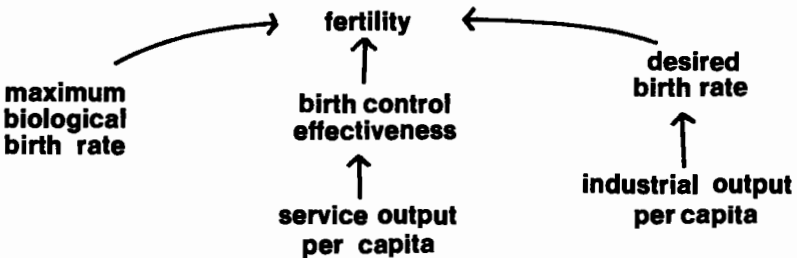 fertility
maximum
biological
birth rate
birth control
effectiveness
desired
birth rate
service output
per capita
industrial output
per capita